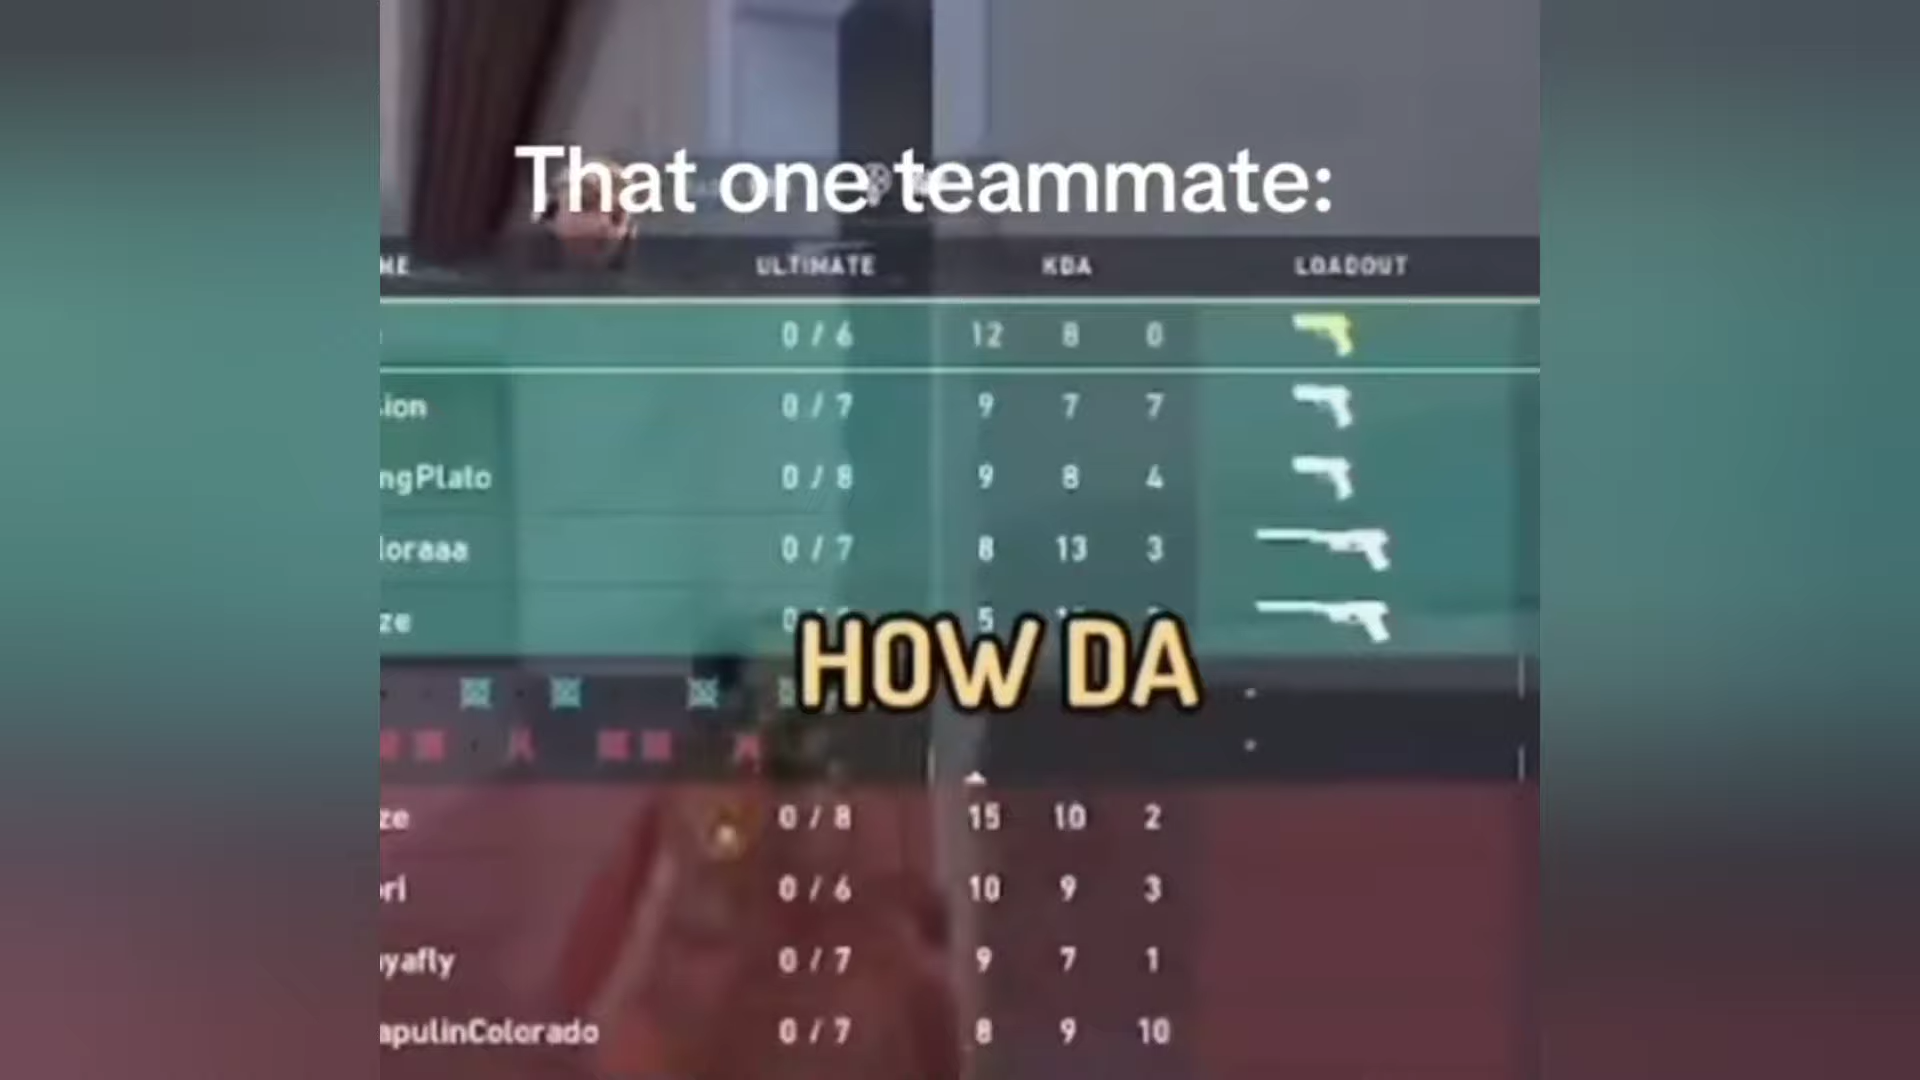 That one teammate:
ULTIMATE KDA LOADOUT
0 / 6 12 8 0
sion 0 / 7 9 7 7
ngPlato 0 / 8 9 8 4
loraaa 0 / 7 8 13 3
ze 5
HOW DA
ze 0 / 8 15 10 2
ri 0 / 6 10 9 3
yafly 0 / 7 9 7 1
apulinColorado 0 / 7 8 9 10